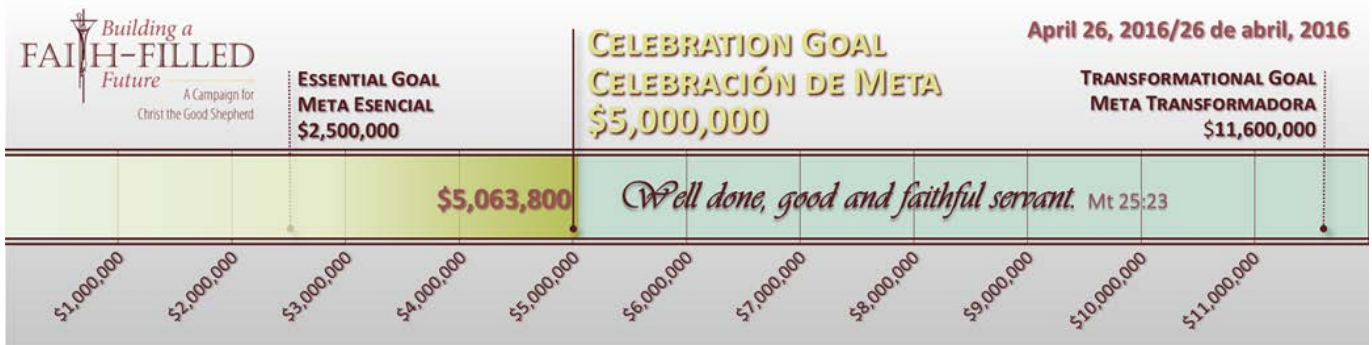 Building a
FAITH-FILLED
Future
A Campaign for
Christ the Good Shepherd
ESSENTIAL GOAL
META ESENCIAL
$2,500,000
CELEBRATION GOAL
CELEBRACIÓN DE META
$5,000,000
April 26, 2016/26 de abril, 2016
TRANSFORMATIONAL GOAL
META TRANSFORMADORA
$11,600,000
$5,063,800
Well done, good and faithful servant. Mt 25:23
$1,000,000
$2,000,000
$3,000,000
$4,000,000
$5,000,000
$6,000,000
$7,000,000
$8,000,000
$9,000,000
$10,000,000
$11,000,000